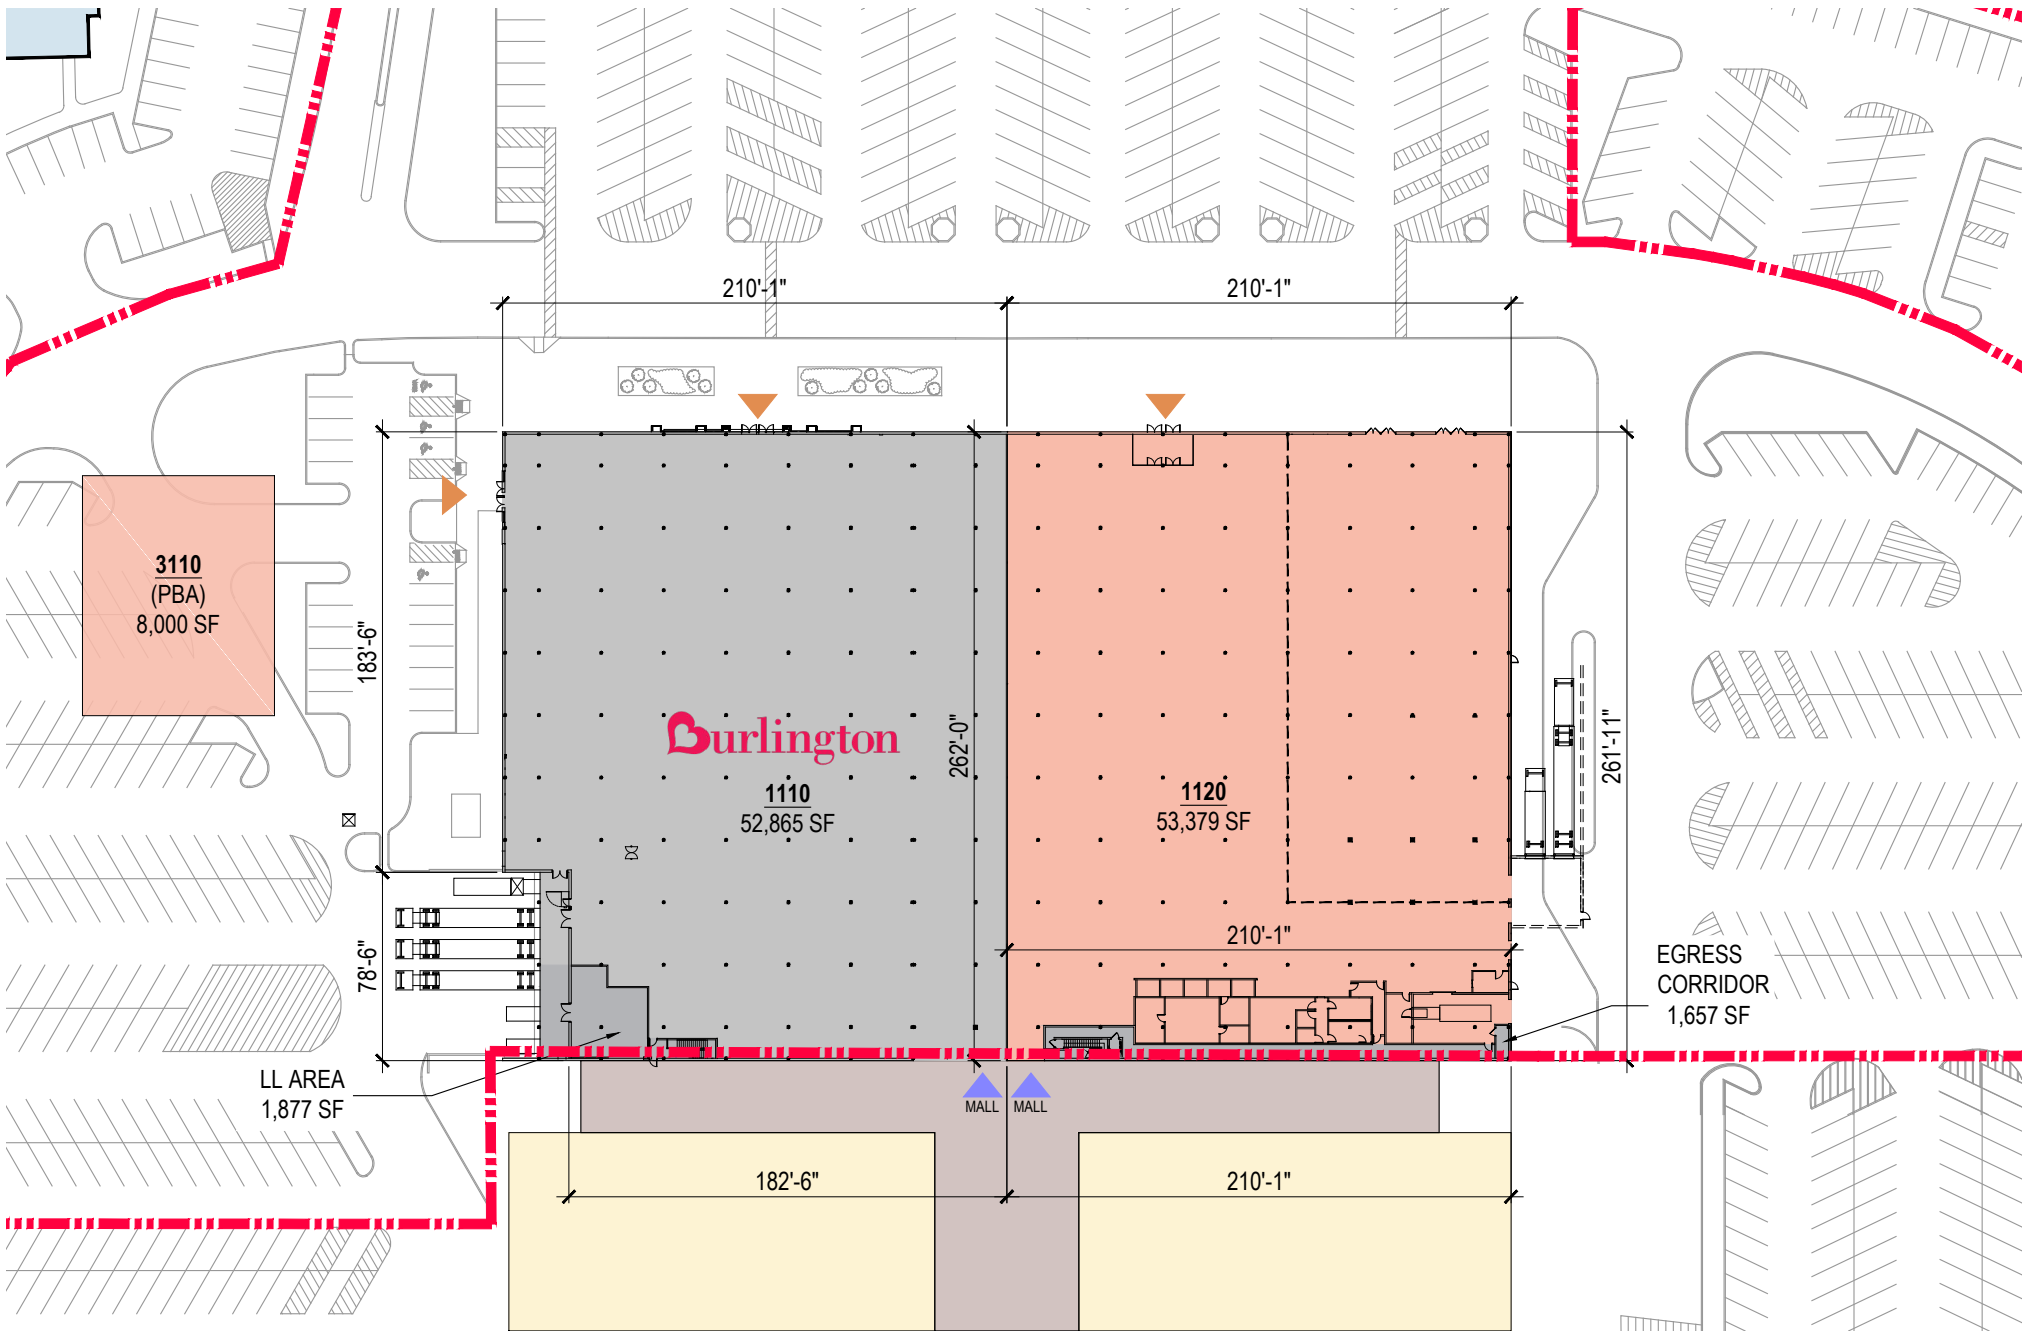 210'-1"
210'-1"
3110
(PBA)
8,000 SF
183'-6"
78'-6"
Burlington
1110
52,865 SF
262'-0"
1120
53,379 SF
261'-11"
210'-1"
EGRESS
CORRIDOR
1,657 SF
LL AREA
1,877 SF
MALL
MALL
182'-6"
210'-1"